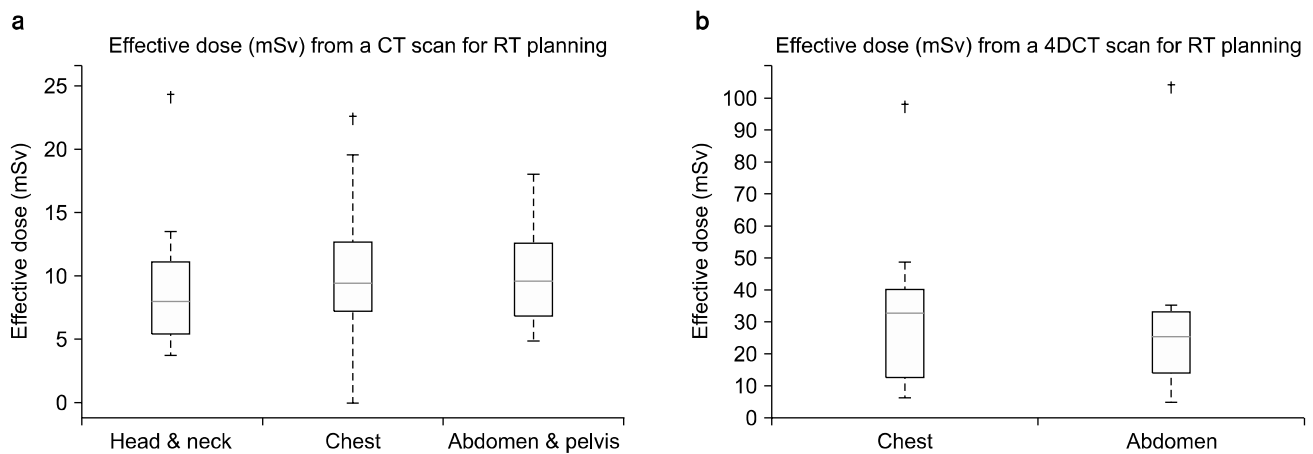 a
Effective dose (mSv) from a CT scan for RT planning
Effective dose (mSv)
25
20
15
10
5
0
†
†
Head & neck Chest Abdomen & pelvis
b
Effective dose (mSv) from a 4DCT scan for RT planning
Effective dose (mSv)
100
90
80
70
60
50
40
30
20
10
0
†
†
Chest Abdomen